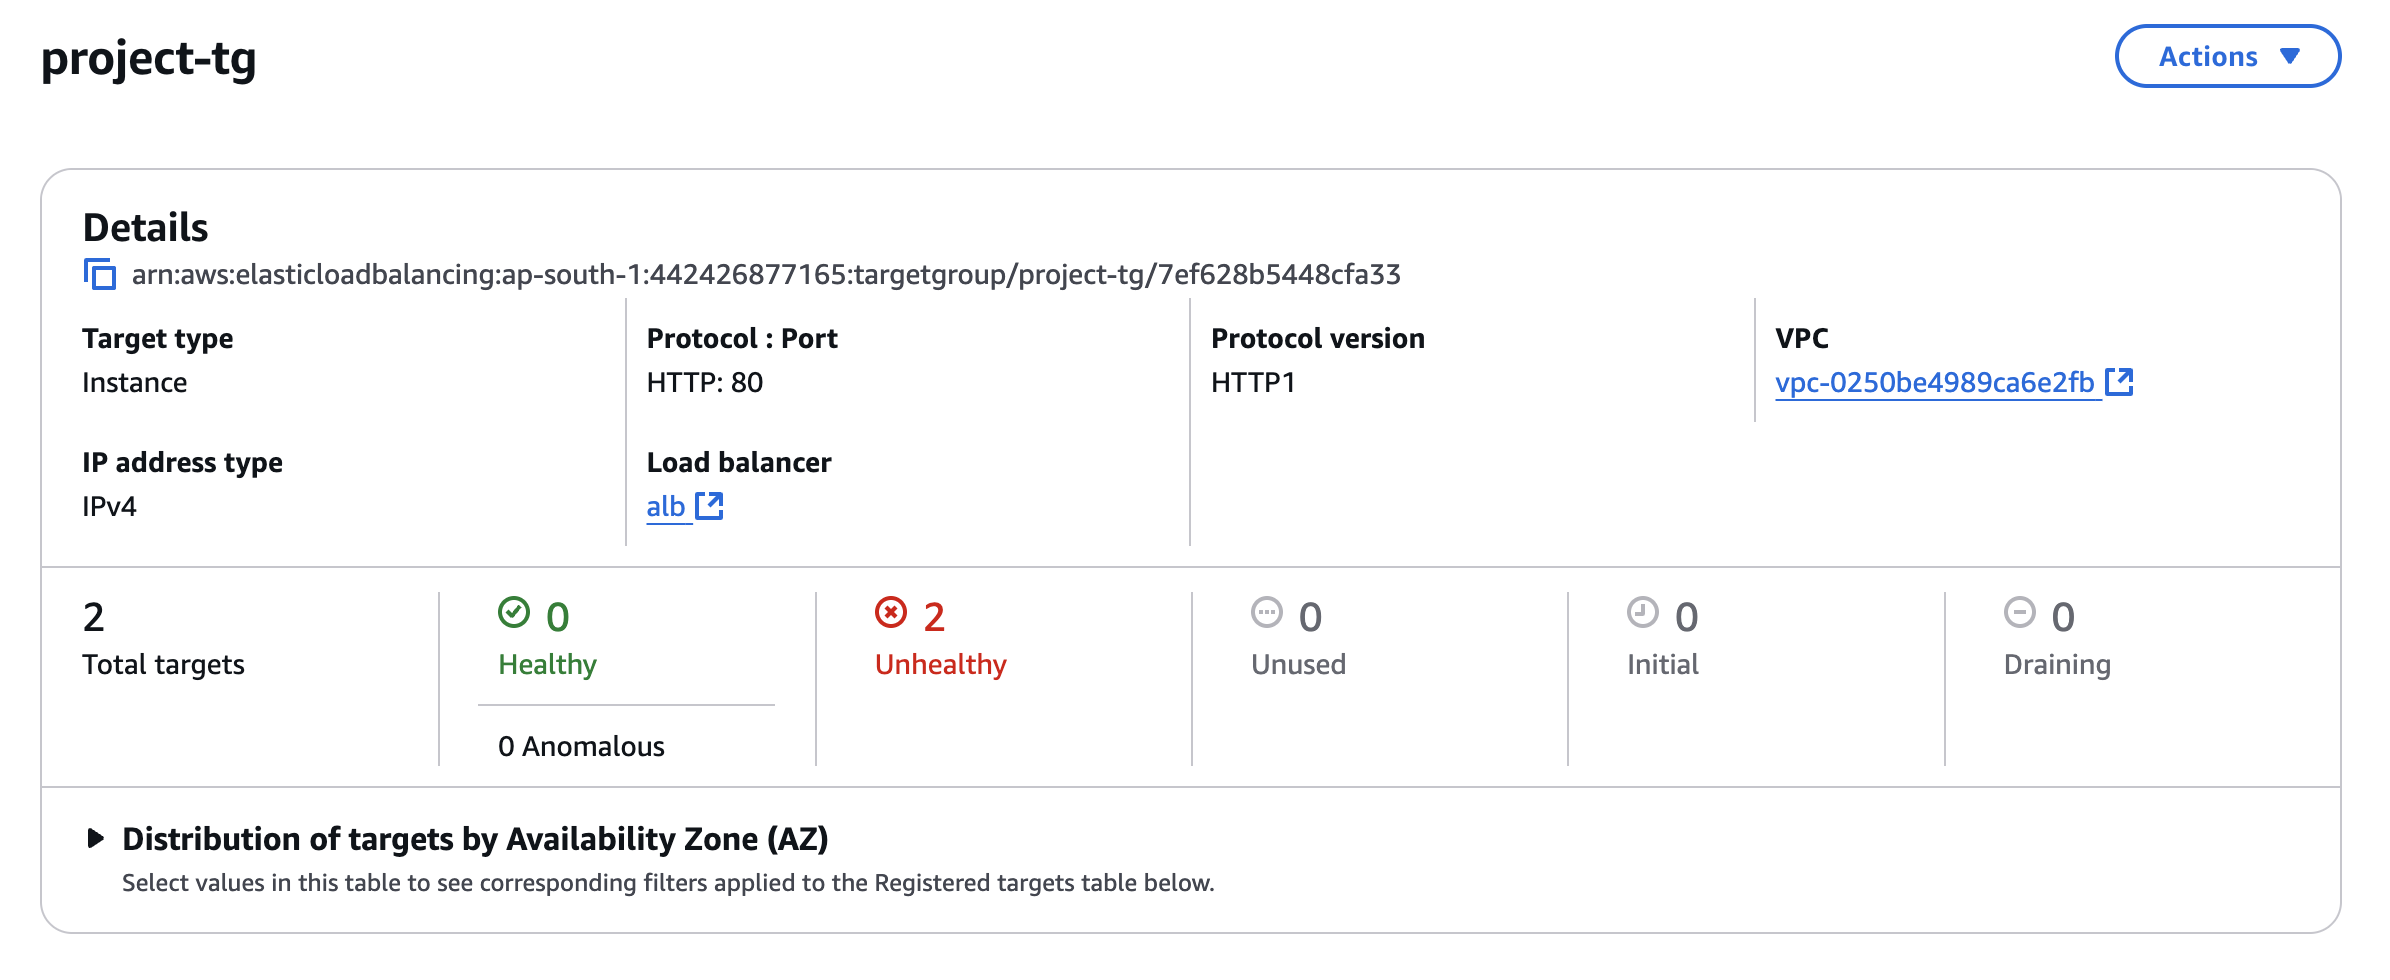 project-tg
Actions
Details
arn:aws:elasticloadbalancing:ap-south-1:442426877165:targetgroup/project-tg/7ef628b5448cfa33
Target type
Instance
Protocol : Port
HTTP: 80
Protocol version
HTTP1
VPC
vpc-0250be4989ca6e2fb
IP address type
IPv4
Load balancer
alb
2
Total targets
0
Healthy
0 Anomalous
2
Unhealthy
0
Unused
0
Initial
0
Draining
Distribution of targets by Availability Zone (AZ)
Select values in this table to see corresponding filters applied to the Registered targets table below.